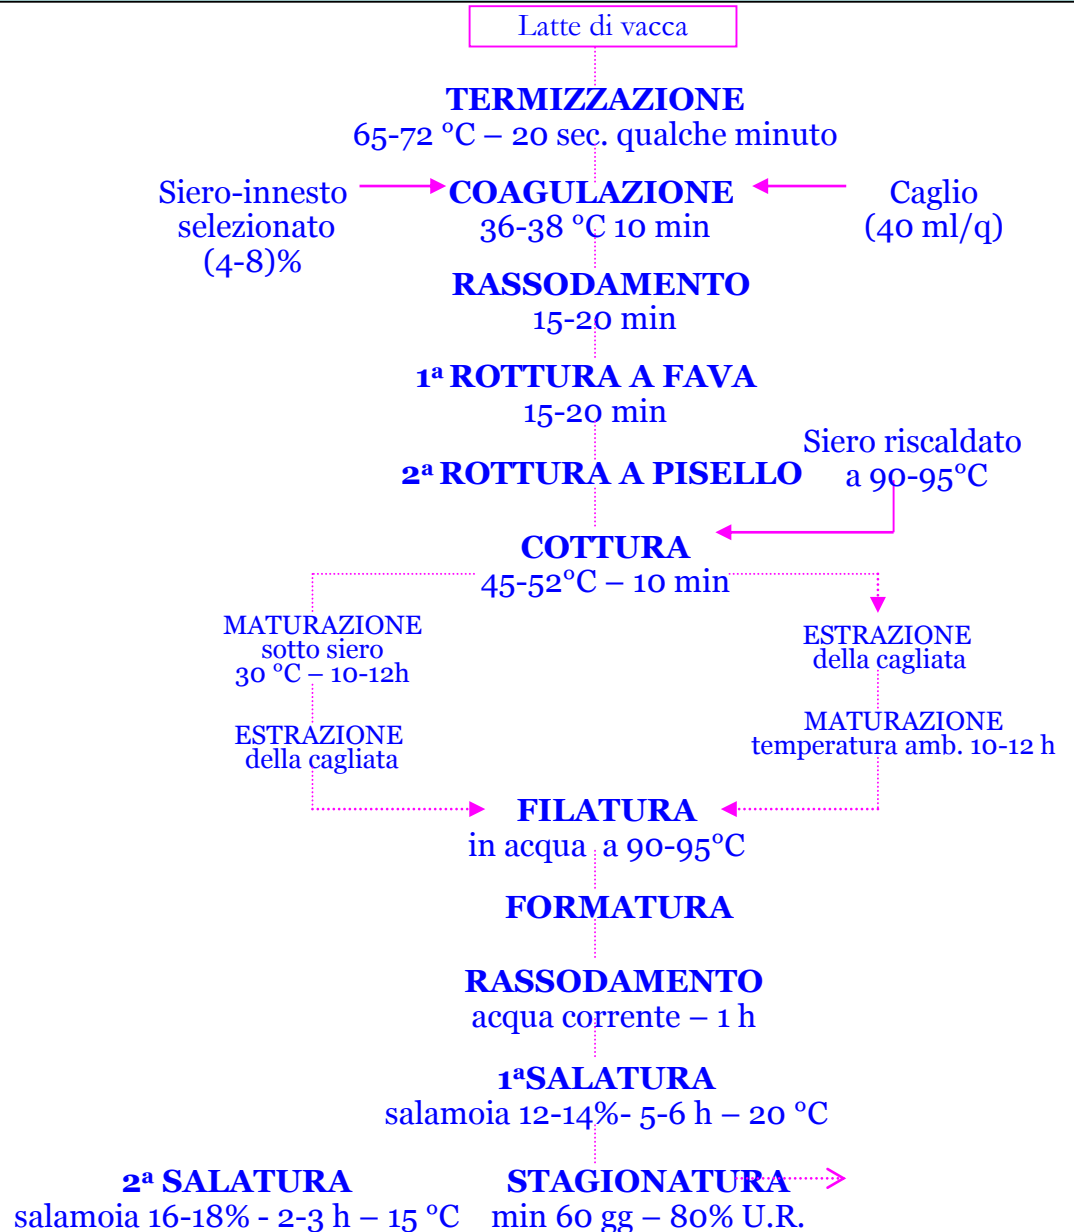 Latte di vacca
TERMIZZAZIONE
65-72 °C – 20 sec. qualche minuto
Siero-innesto
selezionato
(4-8)%
COAGULAZIONE
36-38 °C 10 min
Caglio
(40 ml/q)
RASSODAMENTO
15-20 min
1ª ROTTURA A FAVA
15-20 min
2ª ROTTURA A PISELLO
Siero riscaldato
a 90-95°C
COTTURA
45-52°C – 10 min
MATURAZIONE
sotto siero
30 °C – 10-12h
ESTRAZIONE
della cagliata
ESTRAZIONE
della cagliata
MATURAZIONE
temperatura amb. 10-12 h
FILATURA
in acqua a 90-95°C
FORMATURA
RASSODAMENTO
acqua corrente – 1 h
1ªSALATURA
salamoia 12-14%- 5-6 h – 20 °C
2ª SALATURA
salamoia 16-18% - 2-3 h – 15 °C
STAGIONATURA
min 60 gg – 80% U.R.